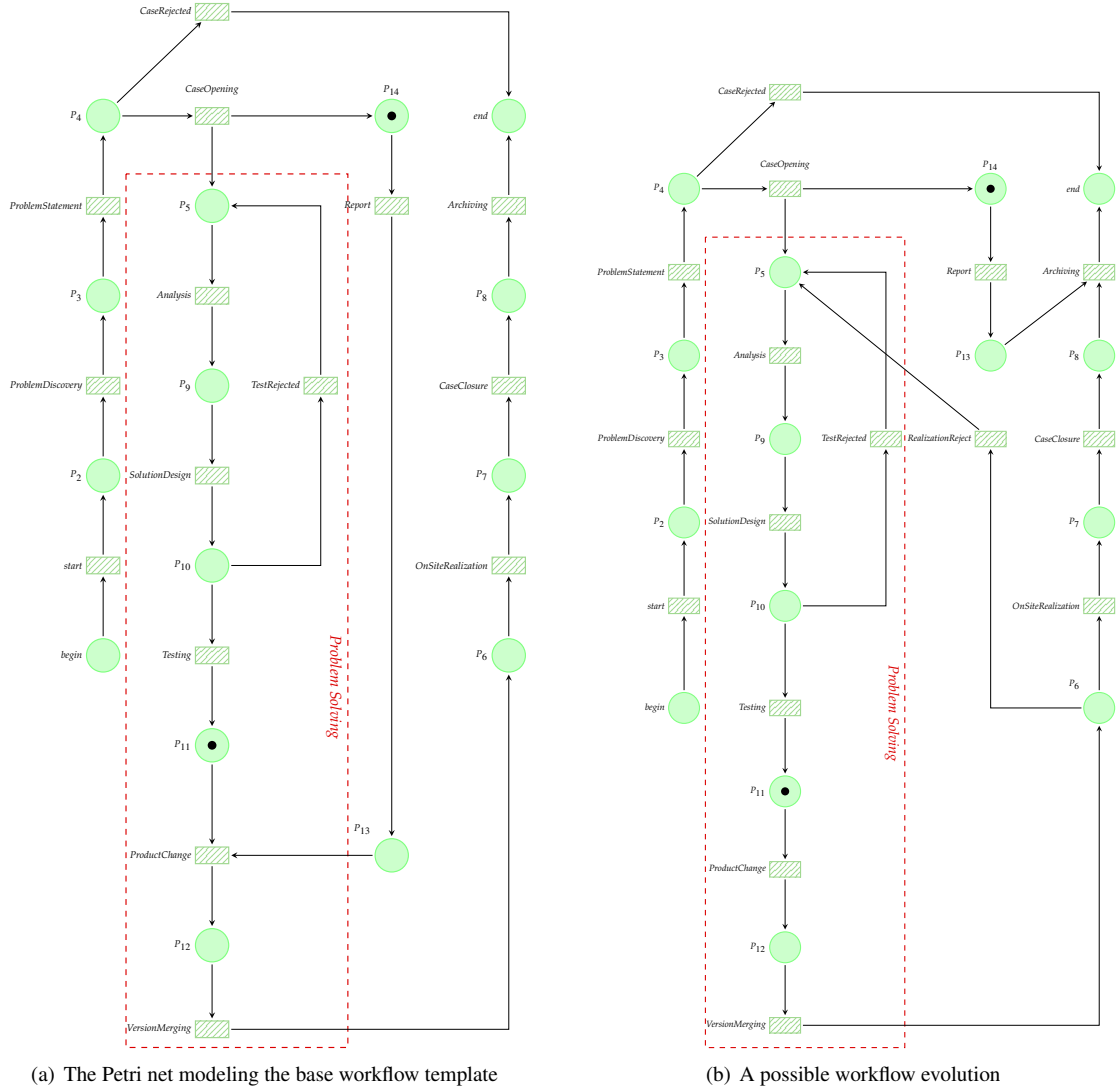 CaseRejected
CaseOpening
P14
P4
end
ProblemStatement
P5
Report
Archiving
P3
Analysis
P8
ProblemDiscovery
P9
TestRejected
CaseClosure
P2
SolutionDesign
P7
start
P10
OnSiteRealization
begin
Testing
Problem Solving
P6
P11
P13
ProductChange
P12
VersionMerging
(a) The Petri net modeling the base workflow template
CaseRejected
CaseOpening
P14
P4
end
ProblemStatement
P5
Report
Archiving
P3
Analysis
P13
P8
ProblemDiscovery
P9
TestRejected
RealizationReject
CaseClosure
P2
SolutionDesign
P7
start
P10
OnSiteRealization
begin
Testing
Problem Solving
P6
P11
ProductChange
P12
VersionMerging
(b) A possible workflow evolution